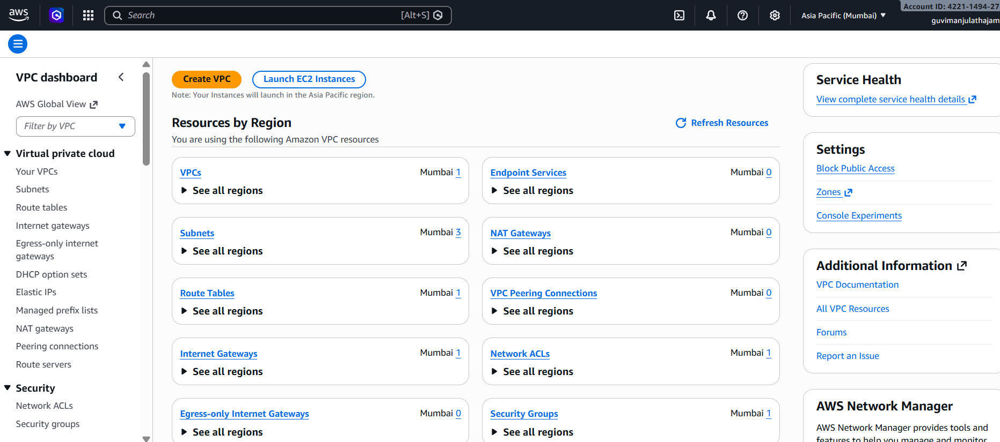 aws
Search
[Alt+S]
Asia Pacific (Mumbai)
Account ID: 4221-1494-27
guvimanjulathajam
VPC dashboard
AWS Global View
Filter by VPC
Virtual private cloud
Your VPCs
Subnets
Route tables
Internet gateways
Egress-only internet
gateways
DHCP option sets
Elastic IPs
Managed prefix lists
NAT gateways
Peering connections
Route servers
Security
Network ACLs
Security groups
Create VPC
Launch EC2 Instances
Note: Your Instances will launch in the Asia Pacific region.
Resources by Region
Refresh Resources
You are using the following Amazon VPC resources
VPCs Mumbai 1
See all regions
Endpoint Services Mumbai 0
See all regions
Subnets Mumbai 3
See all regions
NAT Gateways Mumbai 0
See all regions
Route Tables Mumbai 1
See all regions
VPC Peering Connections Mumbai 0
See all regions
Internet Gateways Mumbai 1
See all regions
Network ACLs Mumbai 1
See all regions
Egress-only Internet Gateways Mumbai 0
See all regions
Security Groups Mumbai 1
See all regions
Service Health
View complete service health details
Settings
Block Public Access
Zones
Console Experiments
Additional Information
VPC Documentation
All VPC Resources
Forums
Report an Issue
AWS Network Manager
AWS Network Manager provides tools and
features to help you manage and monitor